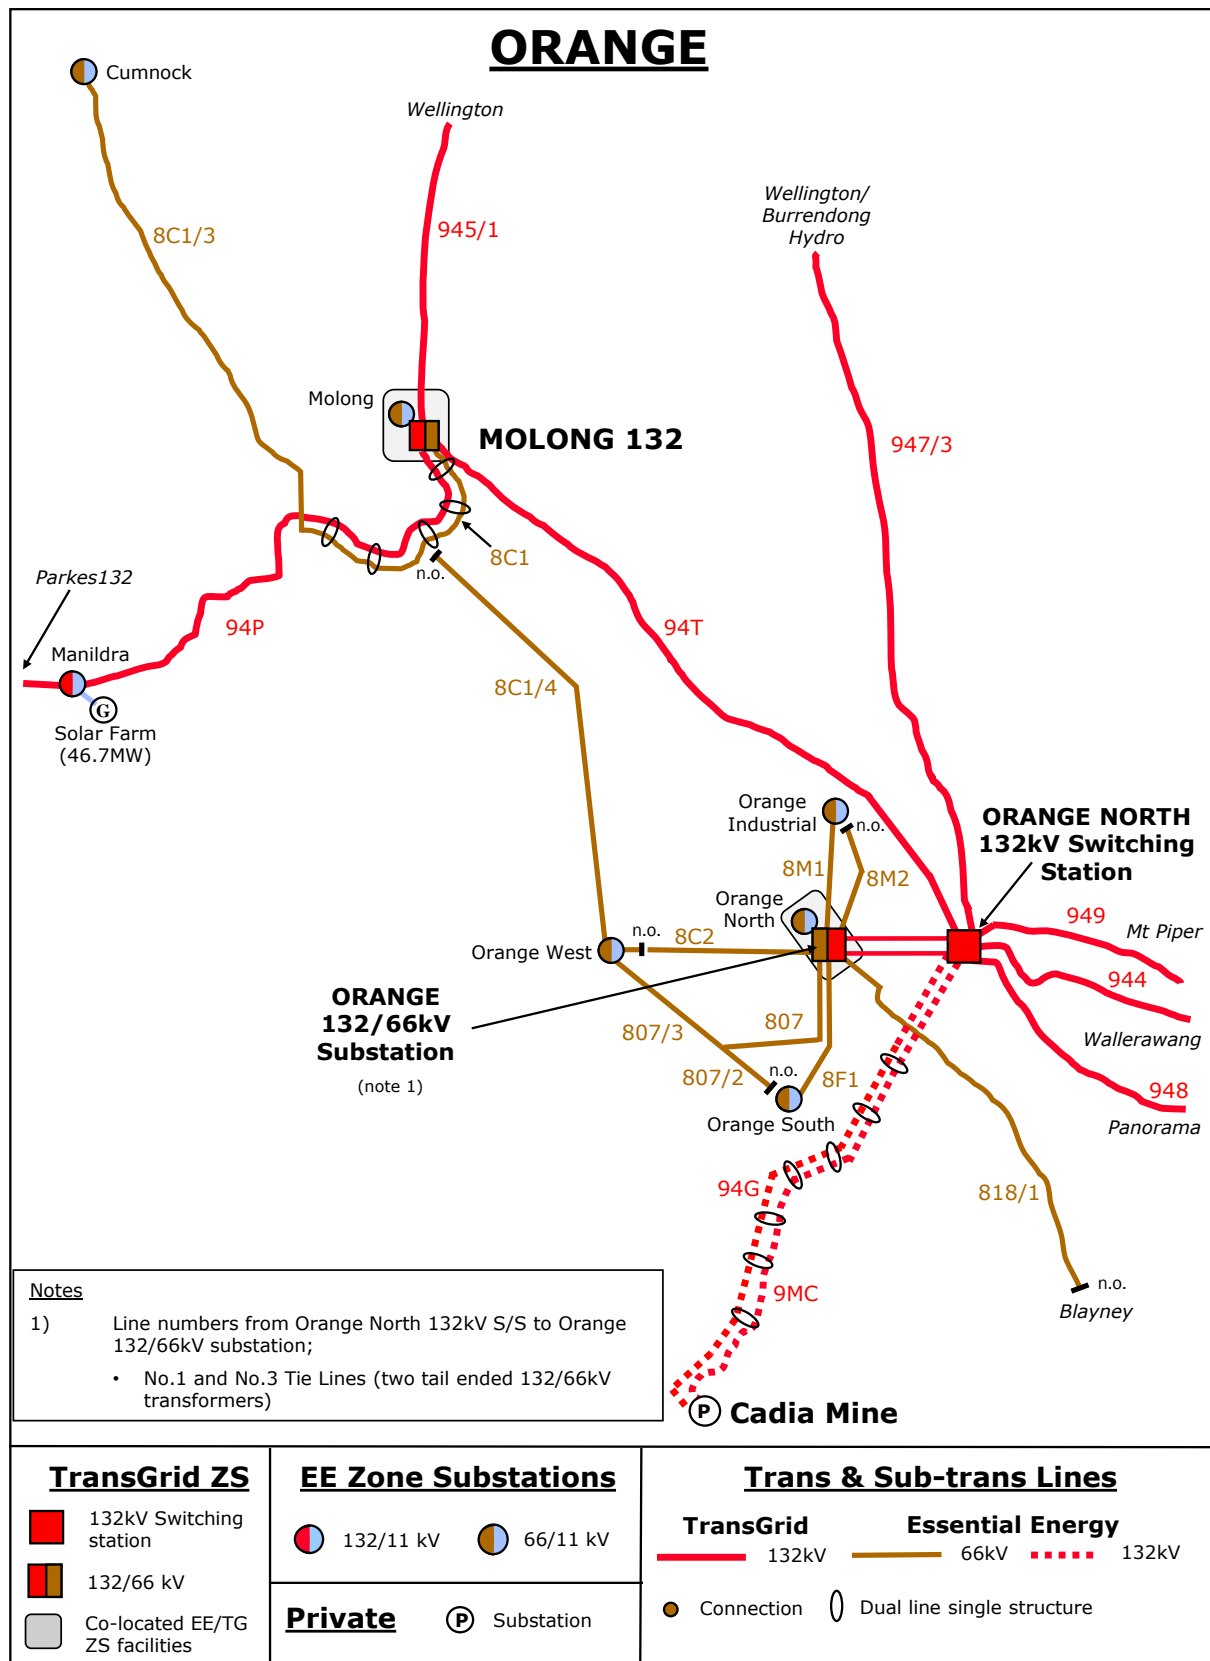 ORANGE
Cumnock
Wellington
Wellington/
Burrendong
Hydro
8C1/3
945/1
Molong
MOLONG 132
947/3
8C1
n.o.
Parkes132
94P
94T
Manildra
8C1/4
G
Solar Farm
(46.7MW)
Orange
Industrial
n.o.
ORANGE NORTH
132kV Switching
Station
8M1
8M2
Orange
North
949
Mt Piper
n.o.
8C2
Orange West
944
ORANGE
132/66kV
Substation
(note 1)
807/3
807
Wallerawang
807/2
n.o.
8F1
948
Orange South
Panorama
94G
818/1
9MC
n.o.
Blayney
Notes
1) Line numbers from Orange North 132kV S/S to Orange
132/66kV substation;
• No.1 and No.3 Tie Lines (two tail ended 132/66kV
transformers)
P Cadia Mine
TransGrid ZS
132kV Switching
station
132/66 kV
Co-located EE/TG
ZS facilities
EE Zone Substations
132/11 kV
66/11 kV
Private
P Substation
Trans & Sub-trans Lines
TransGrid
Essential Energy
132kV
66kV
132kV
Connection
Dual line single structure